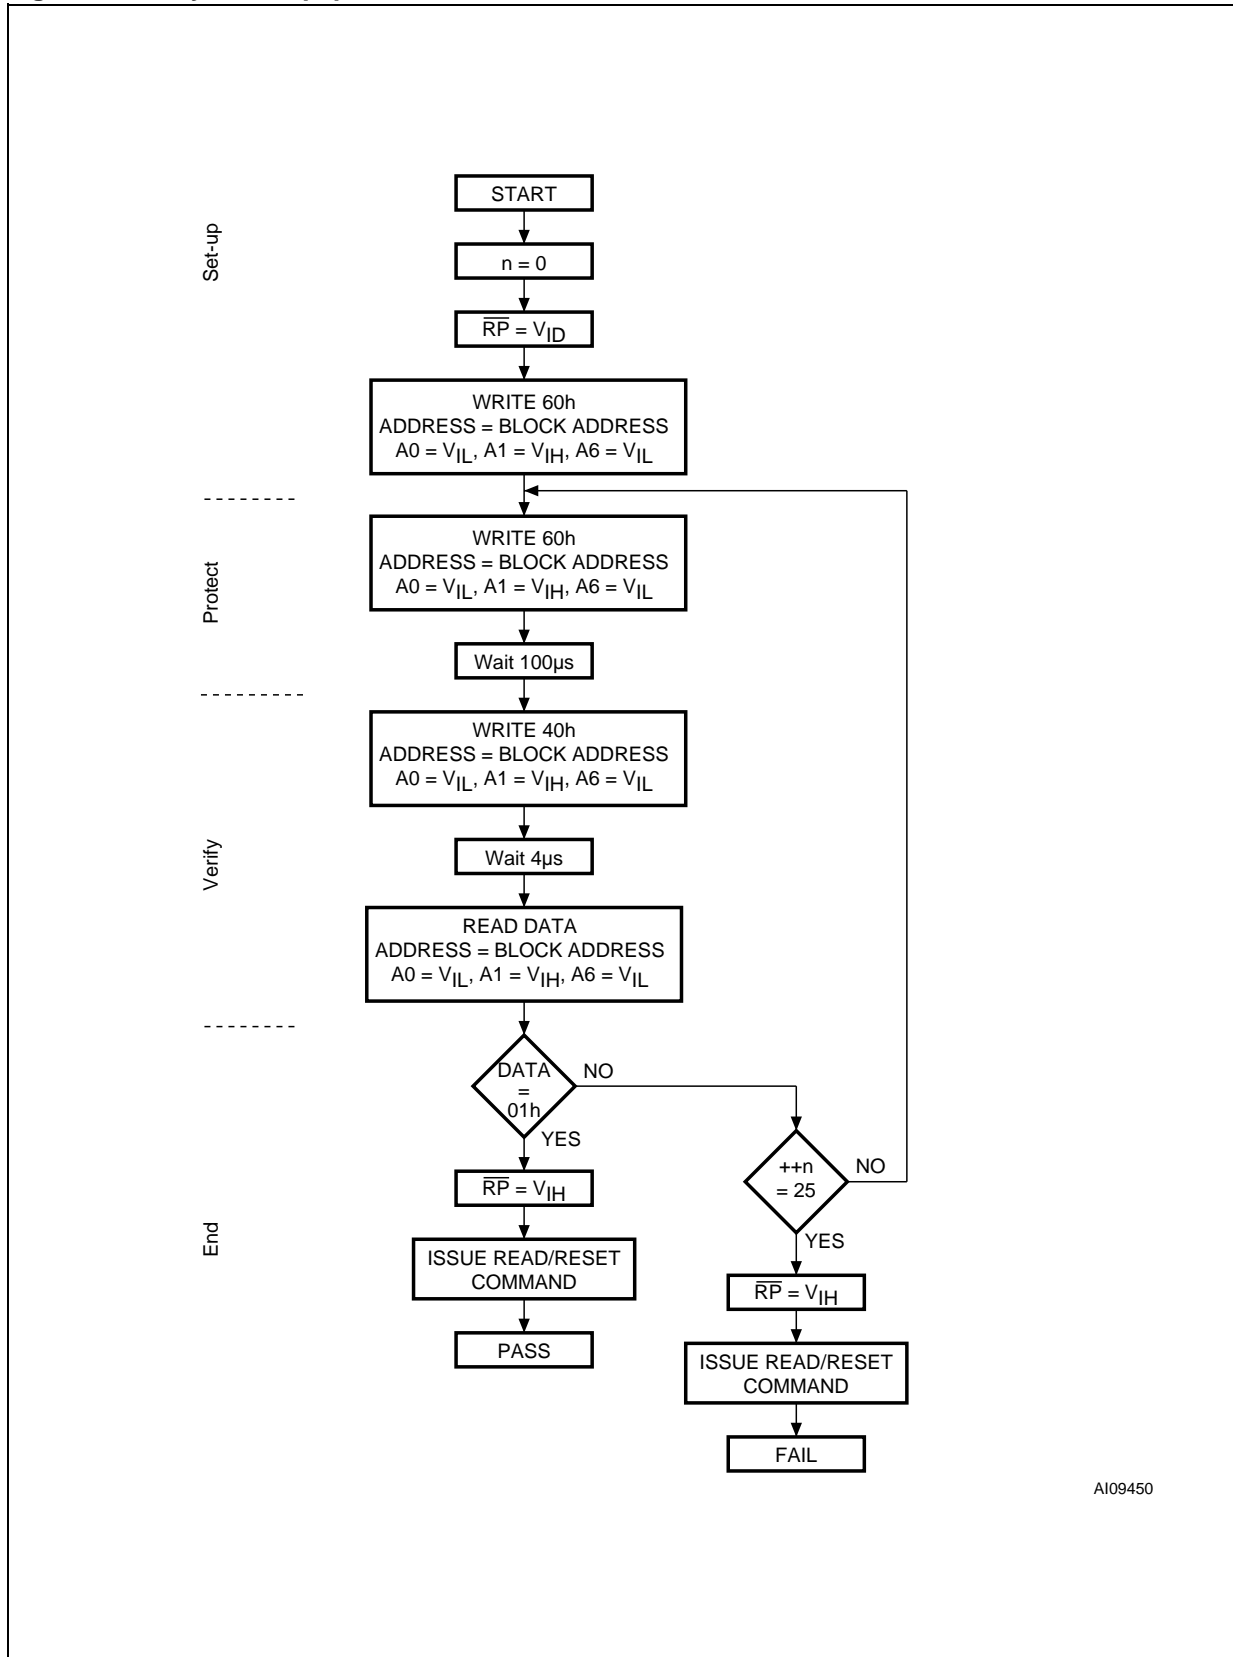 Set-up
START
n = 0
RP = VID
WRITE 60h
ADDRESS = BLOCK ADDRESS
A0 = VIL, A1 = VIH, A6 = VIL
Protect
WRITE 60h
ADDRESS = BLOCK ADDRESS
A0 = VIL, A1 = VIH, A6 = VIL
Wait 100µs
Verify
WRITE 40h
ADDRESS = BLOCK ADDRESS
A0 = VIL, A1 = VIH, A6 = VIL
Wait 4µs
READ DATA
ADDRESS = BLOCK ADDRESS
A0 = VIL, A1 = VIH, A6 = VIL
End
DATA
=
01h
NO
YES
RP = VIH
ISSUE READ/RESET
COMMAND
PASS
++n
= 25
NO
YES
RP = VIH
ISSUE READ/RESET
COMMAND
FAIL
AI09450